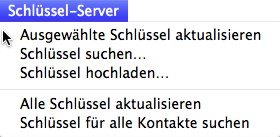 Schlüssel-Server
Ausgewählte Schlüssel aktualisieren
Schlüssel suchen...
Schlüssel hochladen...
Alle Schlüssel aktualisieren
Schlüssel für alle Kontakte suchen